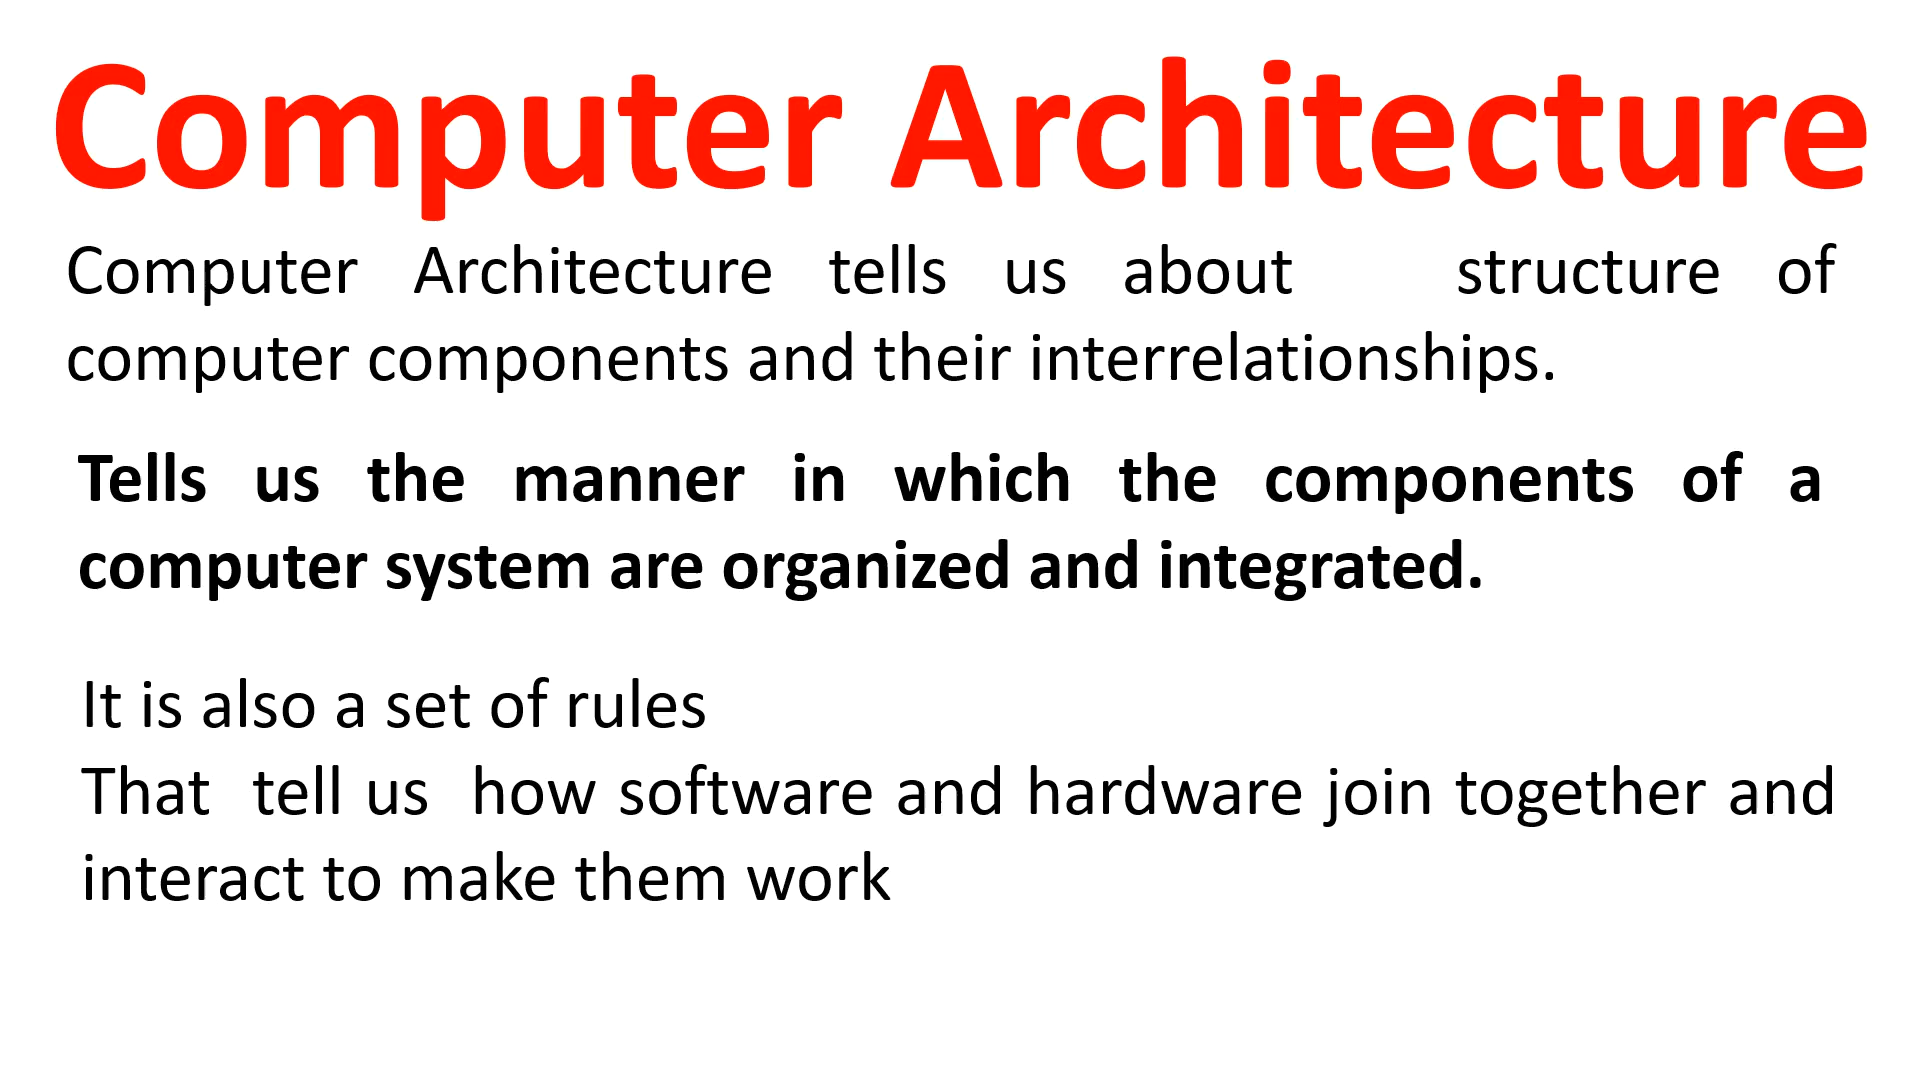 Computer Architecture
Computer Architecture tells us about structure of
computer components and their interrelationships.
Tells us the manner in which the components of a
computer system are organized and integrated.
It is also a set of rules
That tell us how software and hardware join together and
interact to make them work